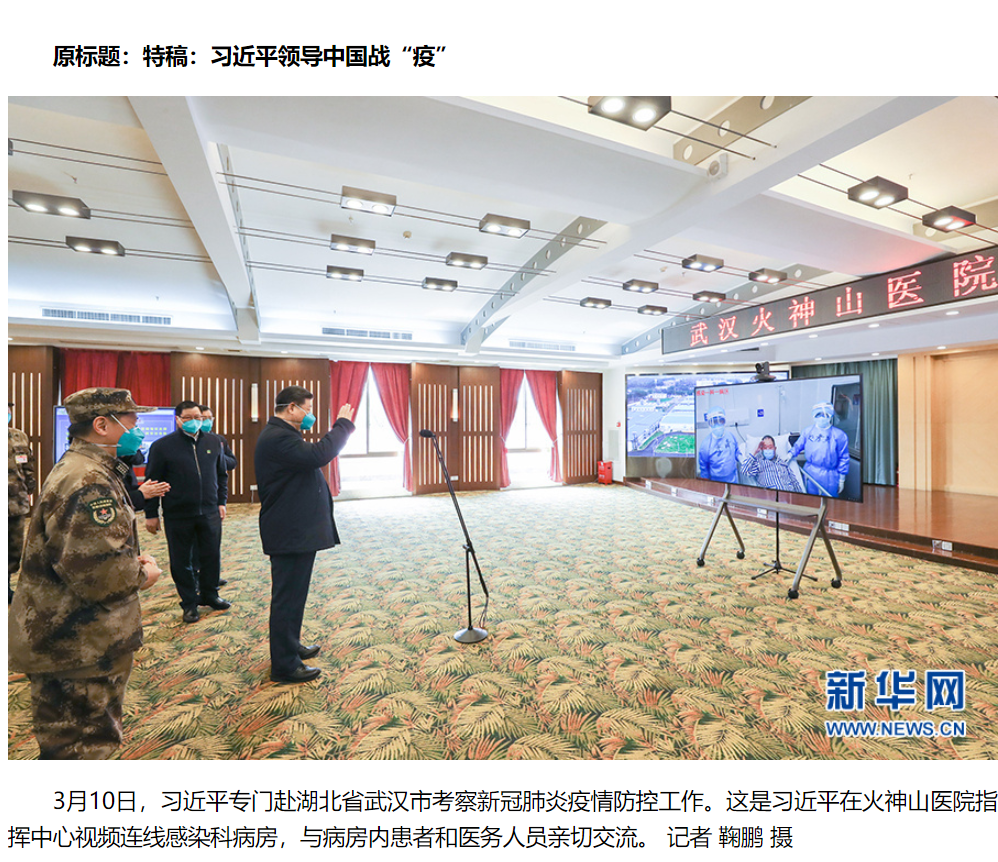 原标题：特稿：习近平领导中国战“疫”
武汉火神山医院
新华网
WWW.NEWS.CN
3月10日，习近平专门赴湖北省武汉市考察新冠肺炎疫情防控工作。这是习近平在火神山医院指
挥中心视频连线感染科病房，与病房内患者和医务人员亲切交流。 记者 鞠鹏 摄